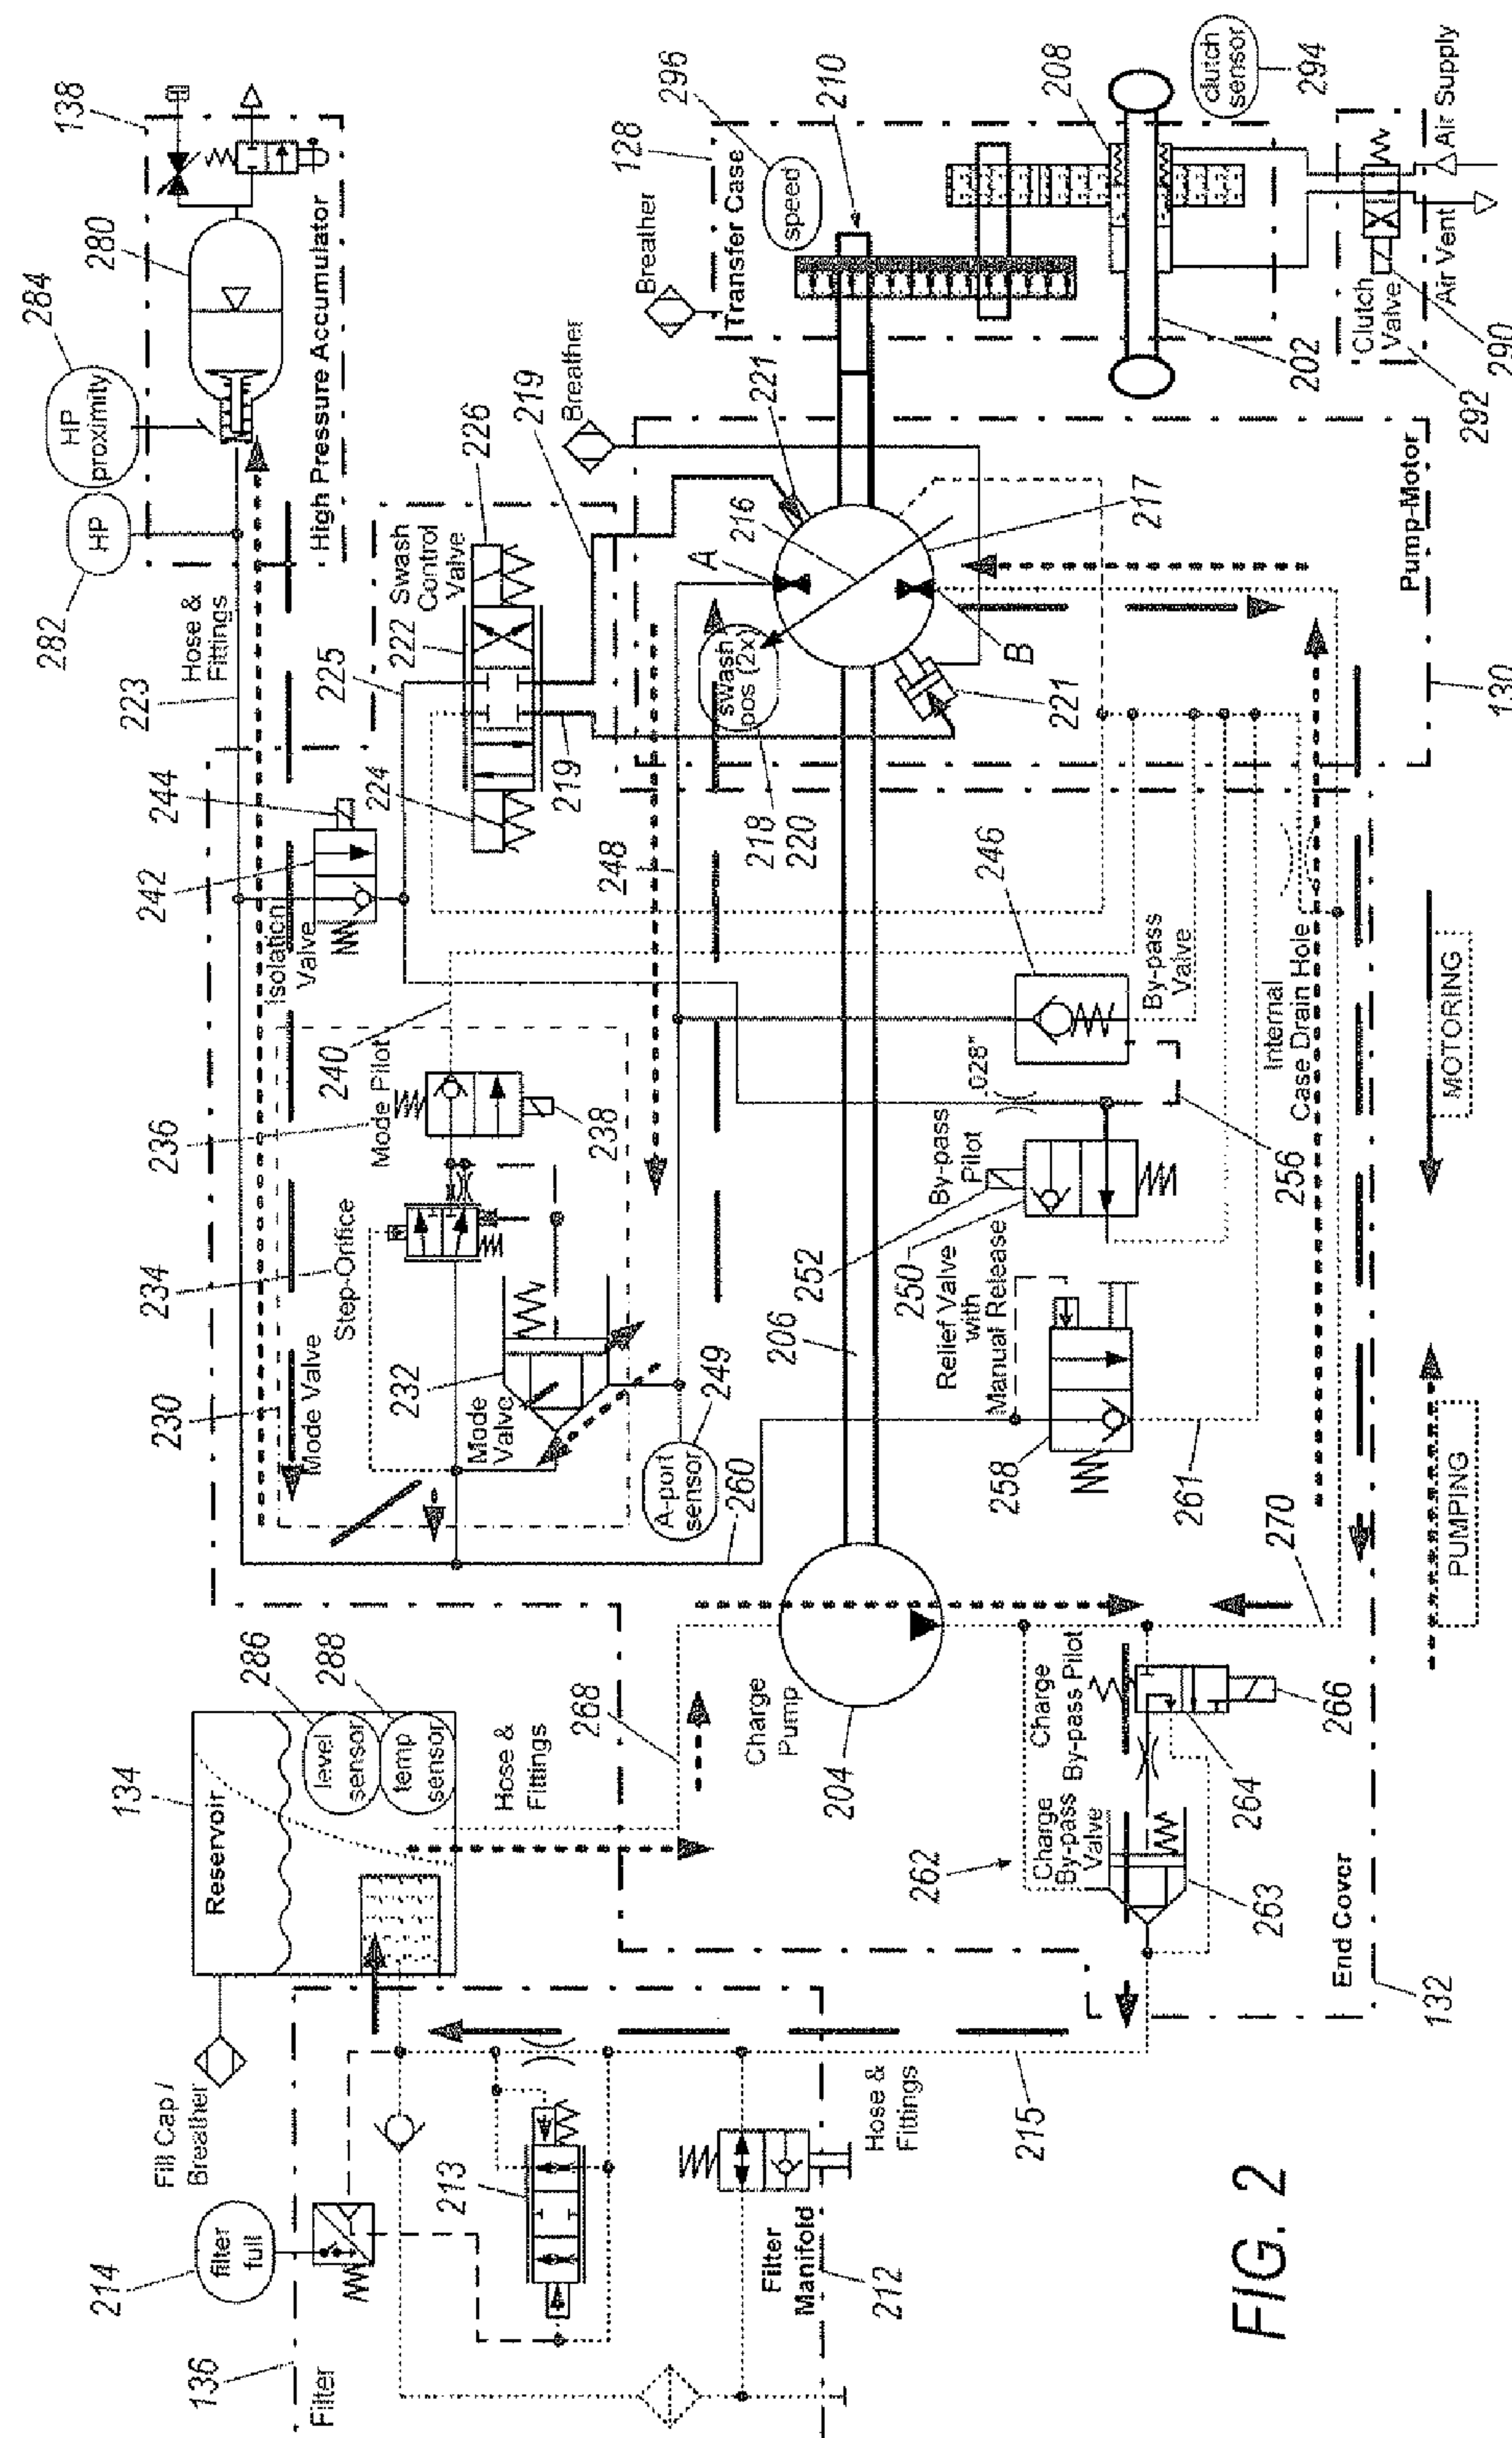 214
filter
full
136
Filter
Fill Cap /
Breather
213
Filter
Manifold
212
Hose &
Fittings
215
134
Reservoir
286
level
sensor
288
temp
sensor
Hose &
Fittings
268
Charge
Pump
204
262
Charge
By-pass
Valve
263
Charge
By-pass Pilot
264
266
End Cover
132
270
230
Mode Valve
234
Step-Orifice
236
Mode Pilot
238
240
232
Mode
Valve
A-port
sensor
249
260
242
244
Isolation
Valve
248
206
252
250
By-pass
Pilot
.028"
246
By-pass
Valve
256
Relief Valve
with
Manual Release
258
261
Internal
Case Drain Hole
282
HP
284
HP
proximity
280
138
High Pressure Accumulator
223
Hose &
Fittings
225
222
Swash
Control
Valve
226
224
219
219
218
220
swash
pos (2x)
A
216
221
221
B
217
Pump-Motor
130
Breather
Breather
128
Transfer Case
296
speed
210
208
clutch
sensor
294
202
Clutch
Valve
292
290
Air Vent
Air Supply
MOTORING
PUMPING
FIG. 2